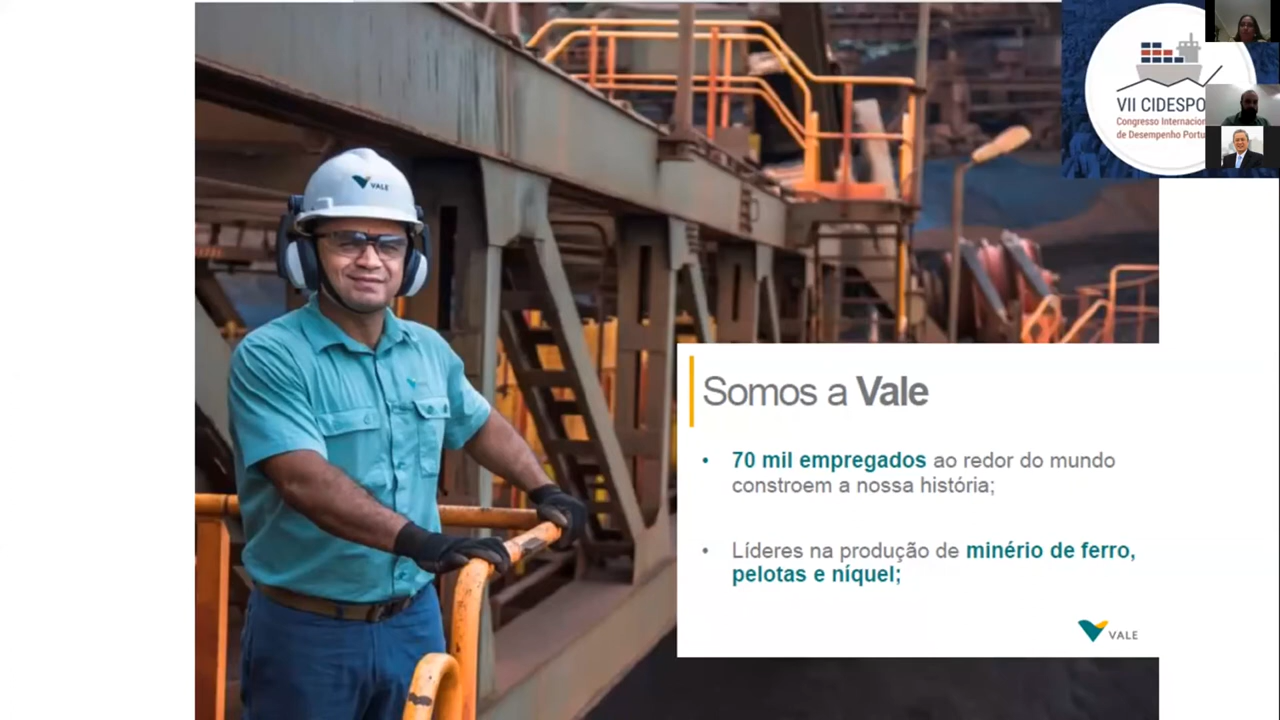 VALE
VII CIDESPO
Congresso Internacion
de Desempenho Portu
Somos a Vale
• 70 mil empregados ao redor do mundo
constroem a nossa história;
• Líderes na produção de minério de ferro,
pelotas e níquel;
VALE